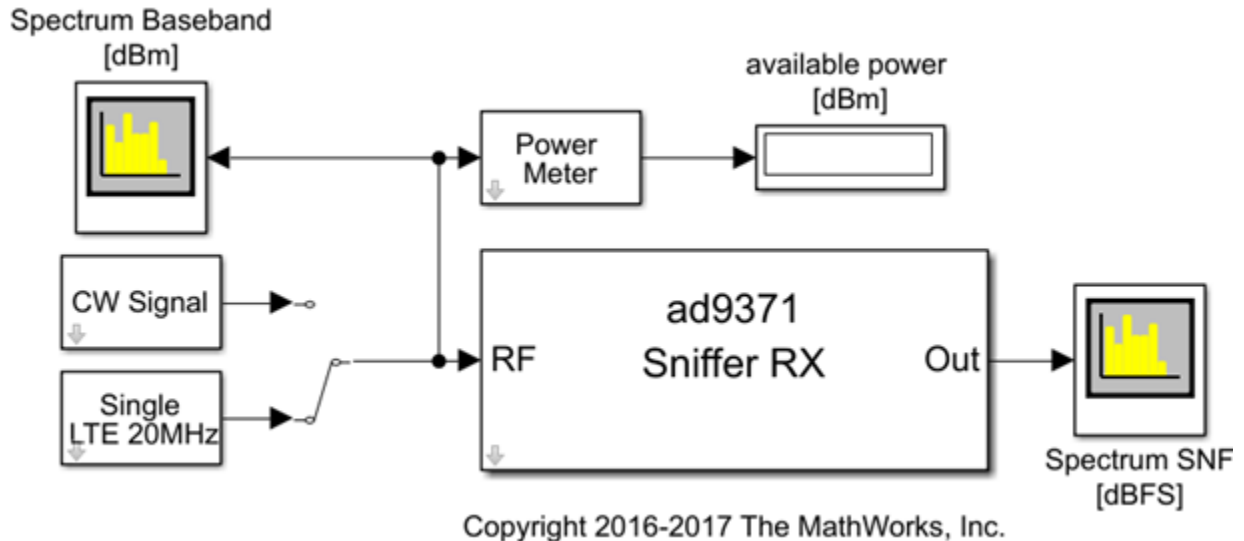 Spectrum Baseband
[dBm]
available power
[dBm]
Power
Meter
CW Signal
ad9371
Sniffer RX
RF
Out
Single
LTE 20MHz
Spectrum SNF
[dBFS]
Copyright 2016-2017 The MathWorks, Inc.